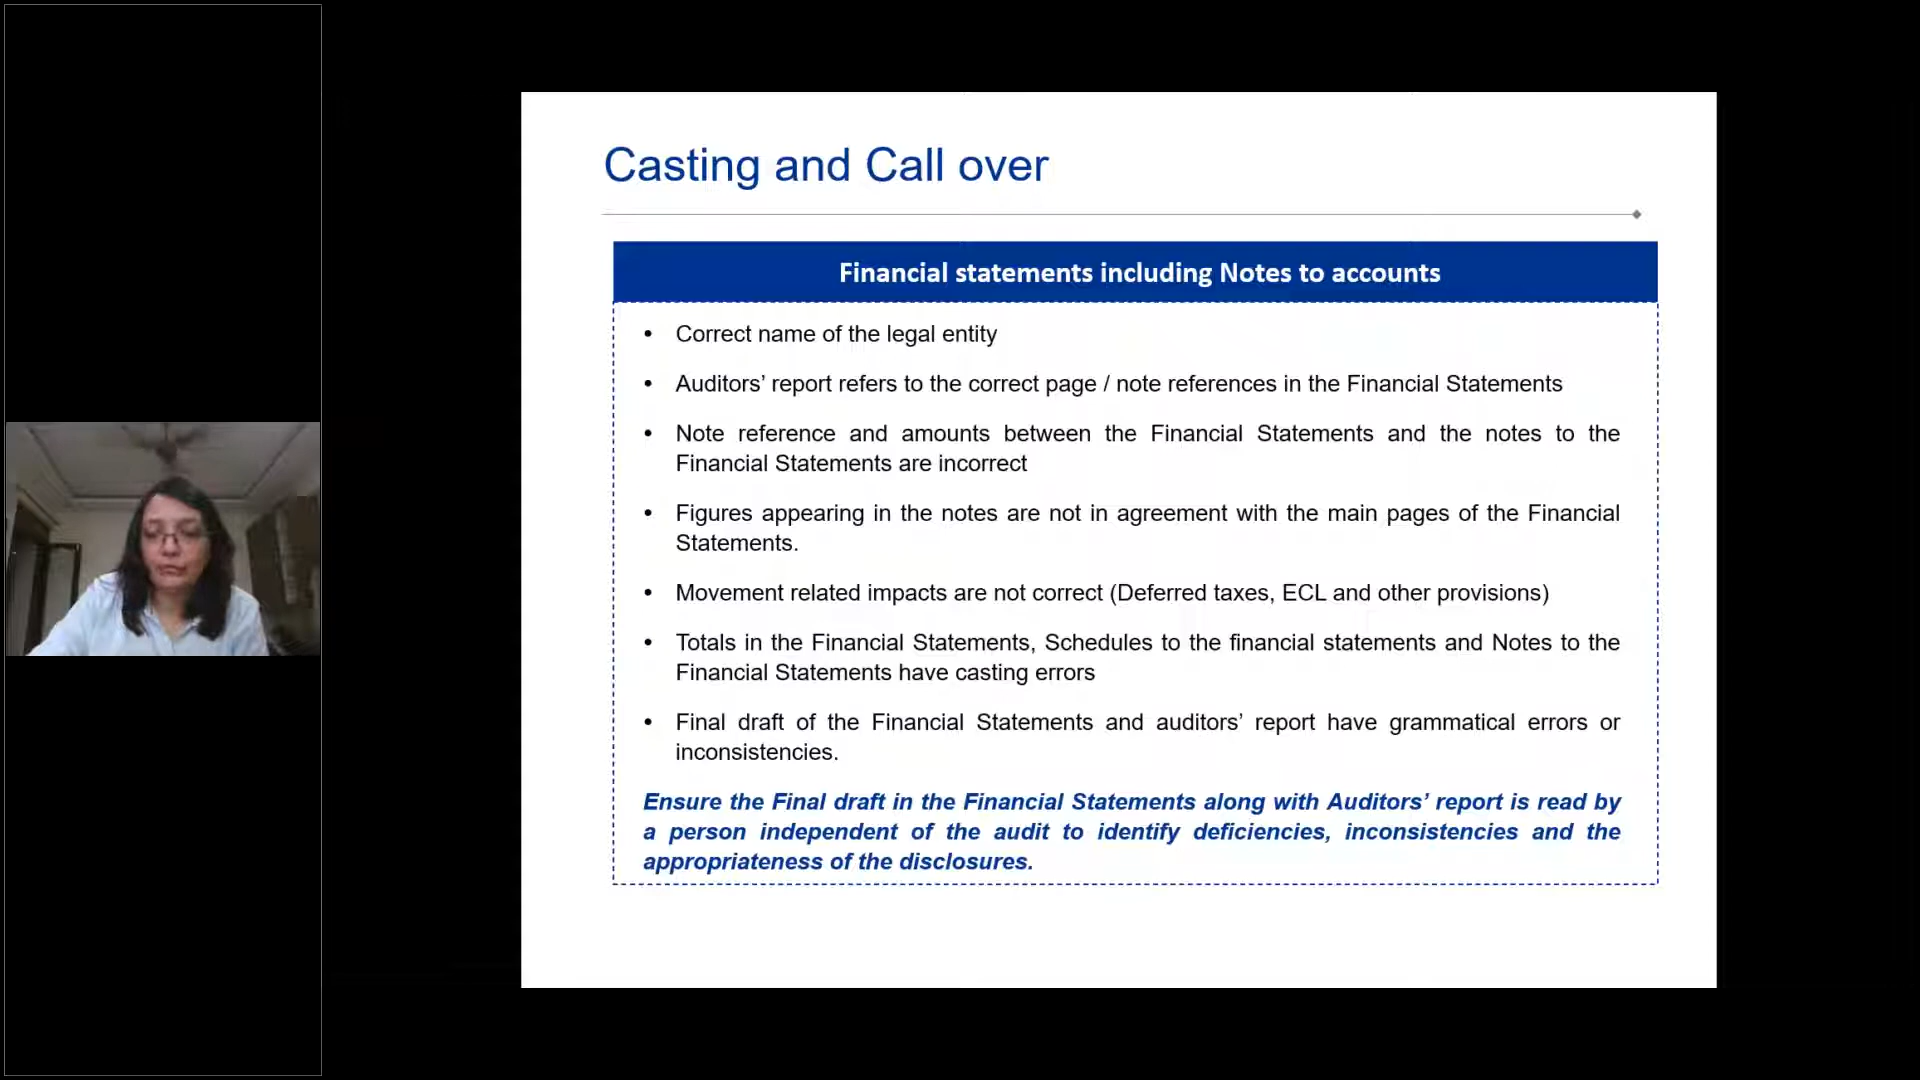 Casting and Call over
Financial statements including Notes to accounts
• Correct name of the legal entity
• Auditors’ report refers to the correct page / note references in the Financial Statements
• Note reference and amounts between the Financial Statements and the notes to the
Financial Statements are incorrect
• Figures appearing in the notes are not in agreement with the main pages of the Financial
Statements.
• Movement related impacts are not correct (Deferred taxes, ECL and other provisions)
• Totals in the Financial Statements, Schedules to the financial statements and Notes to the
Financial Statements have casting errors
• Final draft of the Financial Statements and auditors’ report have grammatical errors or
inconsistencies.
Ensure the Final draft in the Financial Statements along with Auditors’ report is read by
a person independent of the audit to identify deficiencies, inconsistencies and the
appropriateness of the disclosures.